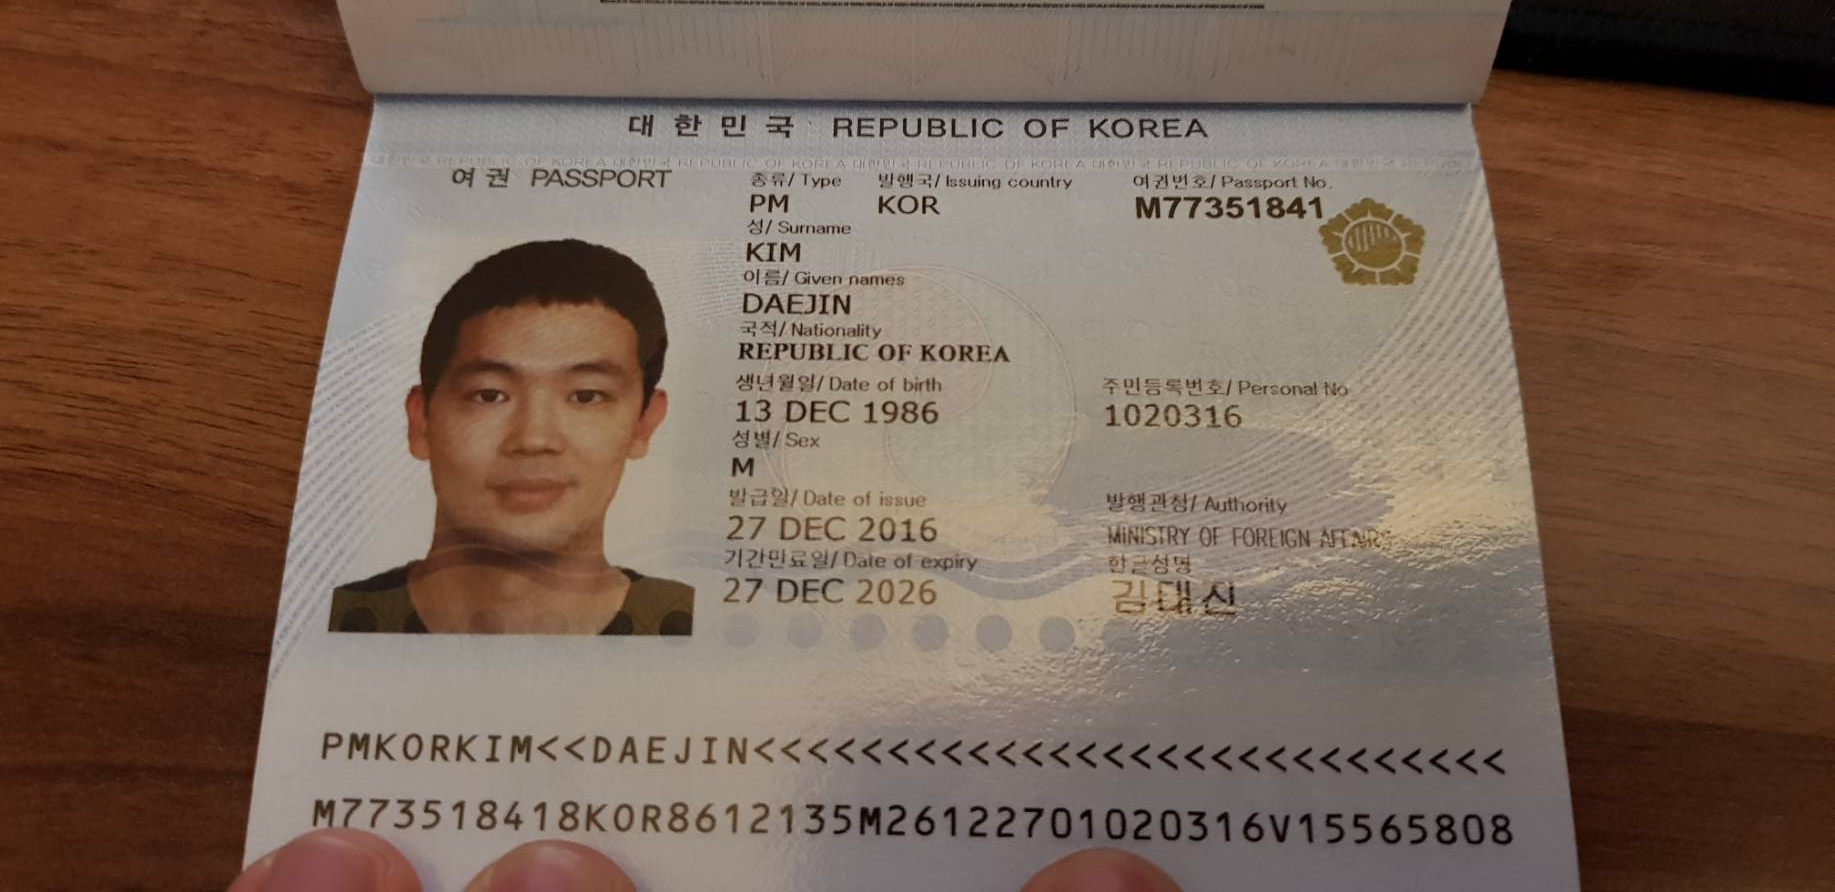 대한민국 REPUBLIC OF KOREA
여권 PASSPORT
종류/ Type 발행국/ Issuing country 여권번호/ Passport No.
PM KOR M77351841
성/ Surname
KIM
이름/ Given names
DAEJIN
국적/ Nationality
REPUBLIC OF KOREA
생년월일/ Date of birth 주민등록번호/ Personal No
13 DEC 1986 1020316
성별/ Sex
M
발급일/ Date of issue 발행관청/ Authority
27 DEC 2016 MINISTRY OF FOREIGN AFFAIRS
기간만료일/ Date of expiry 한글성명
27 DEC 2026 김대진
PMKORKIM<<DAEJIN<<<<<<<<<<<<<<<<<<<<<<<<<<<<
M773518418KOR8612135M26122701020316V15565808